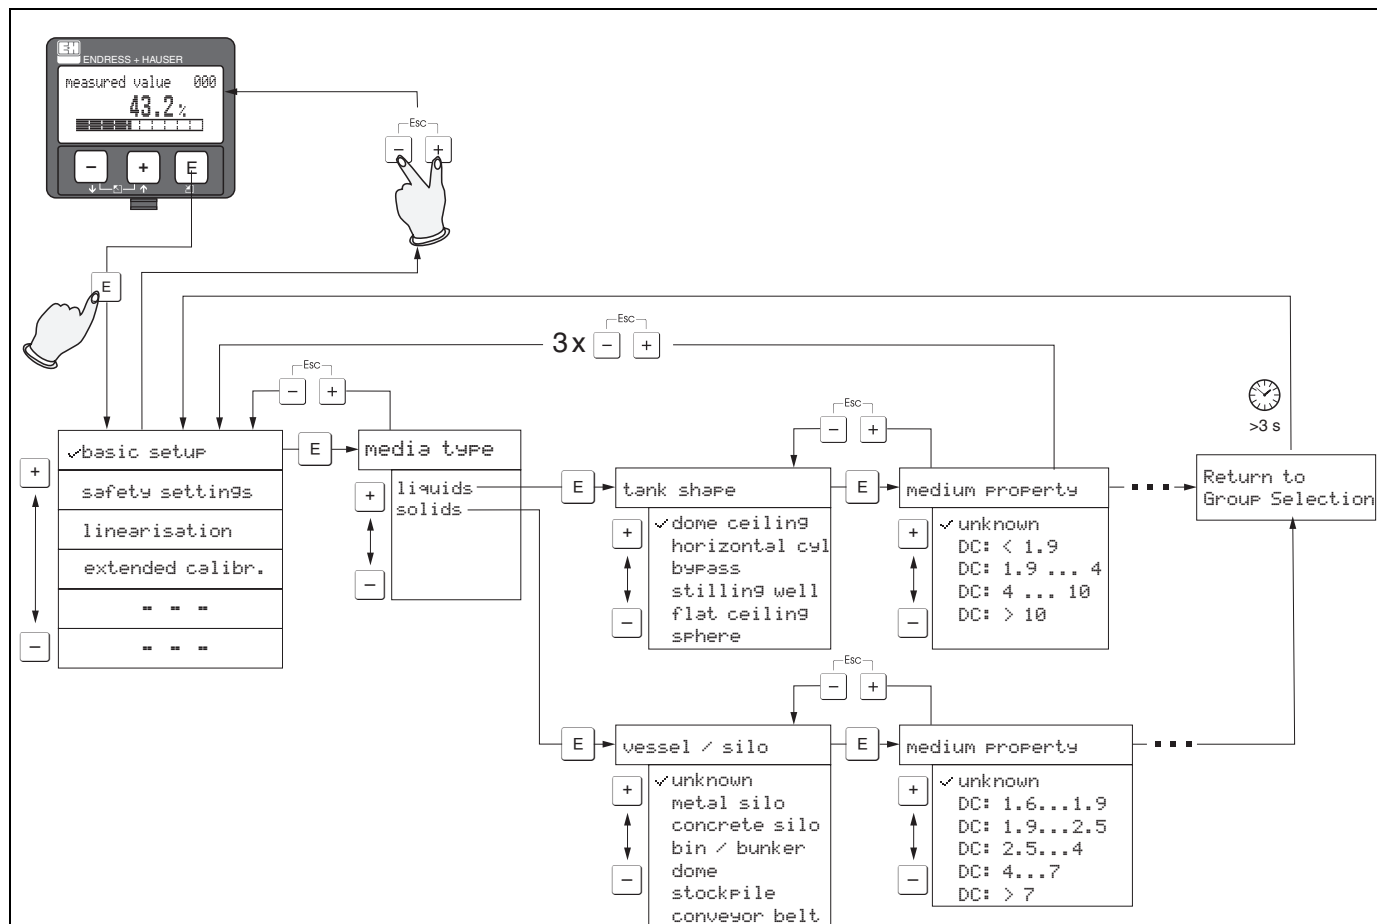 E+H
ENDRESS + HAUSER
measured value 000
43.2 %
- + E
Esc
- +
E
3x
Esc
- +
Esc
- +
basic setup
safety settings
linearisation
extended calibr.
+
-
E
media type
liquids
solids
+
-
E
tank shape
dome ceiling
horizontal cyl
bypass
stilling well
flat ceiling
sphere
+
-
Esc
- +
E
medium property
unknown
DC: < 1.9
DC: 1.9 ... 4
DC: 4 ... 10
DC: > 10
+
-
>3 s
Return to
Group Selection
E
vessel / silo
unknown
metal silo
concrete silo
bin / bunker
dome
stockpile
conveyor belt
+
-
Esc
- +
E
medium property
unknown
DC: 1.6...1.9
DC: 1.9...2.5
DC: 2.5...4
DC: 4...7
DC: > 7
+
-